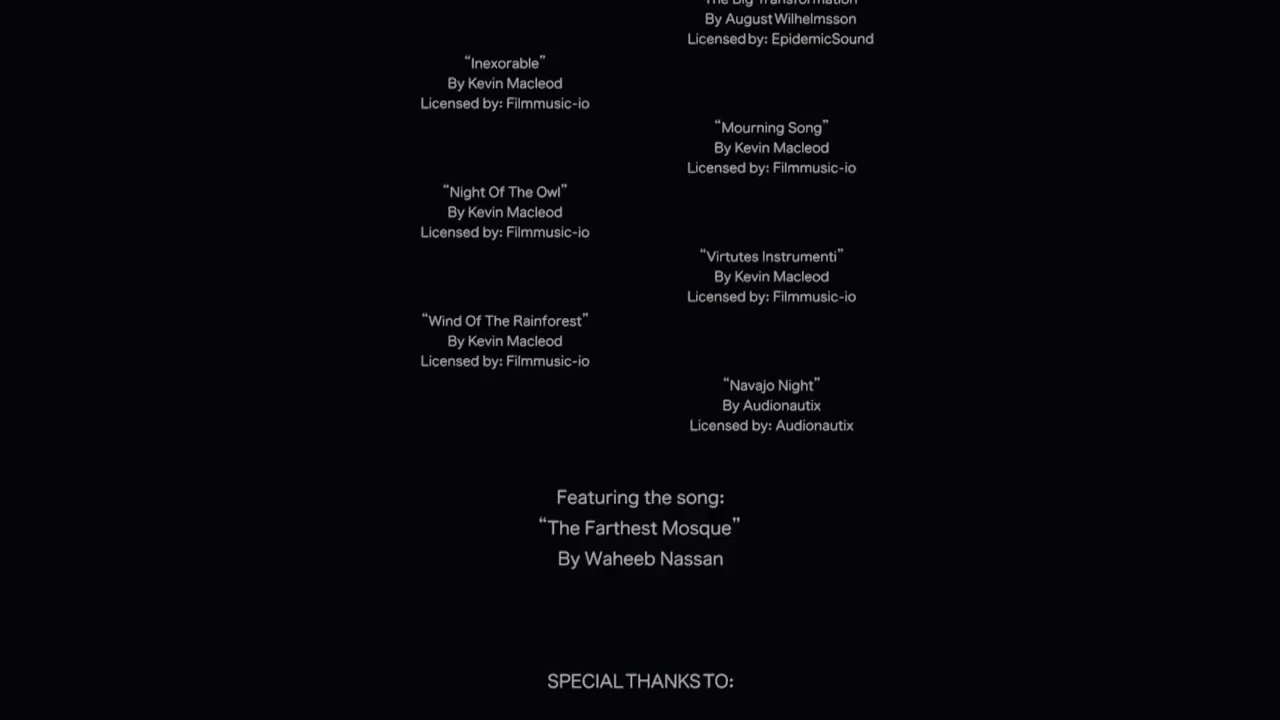 The Big Transformation
By August Wilhelmsson
Licensed by: EpidemicSound
“Inexorable”
By Kevin Macleod
Licensed by: Filmmusic-io
“Mourning Song”
By Kevin Macleod
Licensed by: Filmmusic-io
“Night Of The Owl”
By Kevin Macleod
Licensed by: Filmmusic-io
“Virtutes Instrumenti”
By Kevin Macleod
Licensed by: Filmmusic-io
“Wind Of The Rainforest”
By Kevin Macleod
Licensed by: Filmmusic-io
“Navajo Night”
By Audionautix
Licensed by: Audionautix
Featuring the song:
“The Farthest Mosque”
By Waheeb Nassan
SPECIAL THANKS TO: